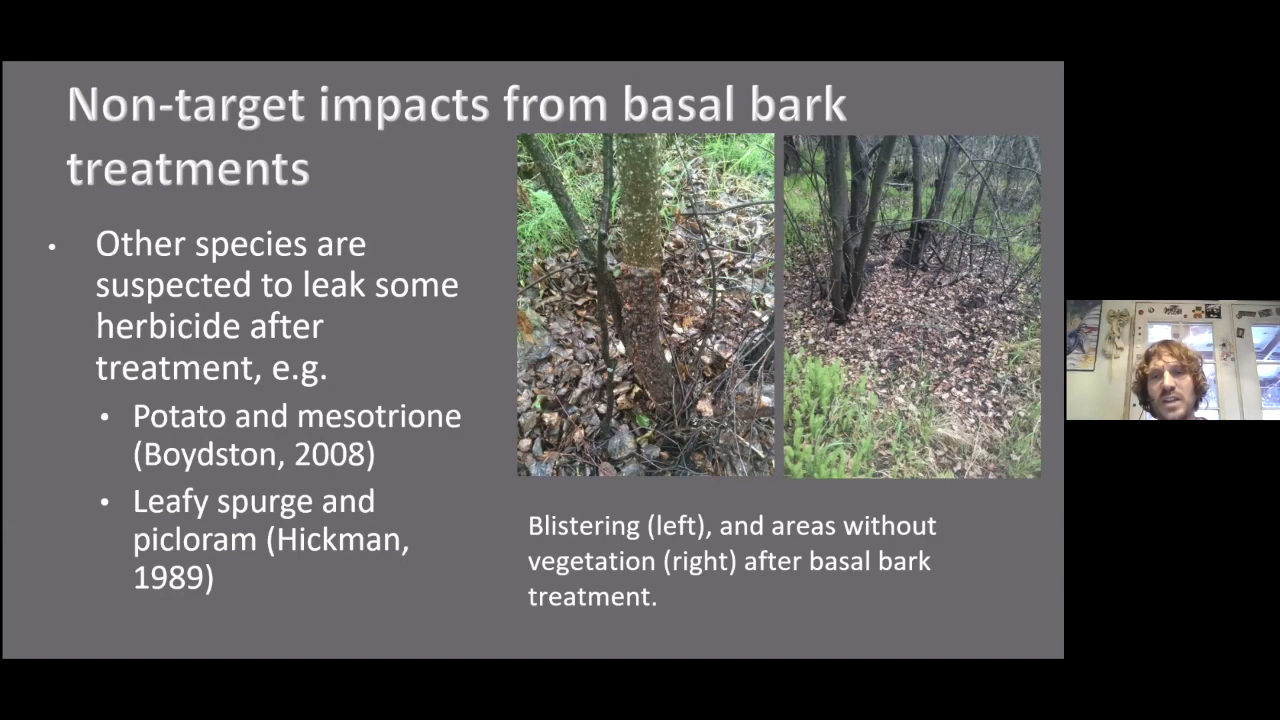 Non-target impacts from basal bark
treatments
• Other species are
suspected to leak some
herbicide after
treatment, e.g.
• Potato and mesotrione
(Boydston, 2008)
• Leafy spurge and
picloram (Hickman,
1989)
Blistering (left), and areas without
vegetation (right) after basal bark
treatment.